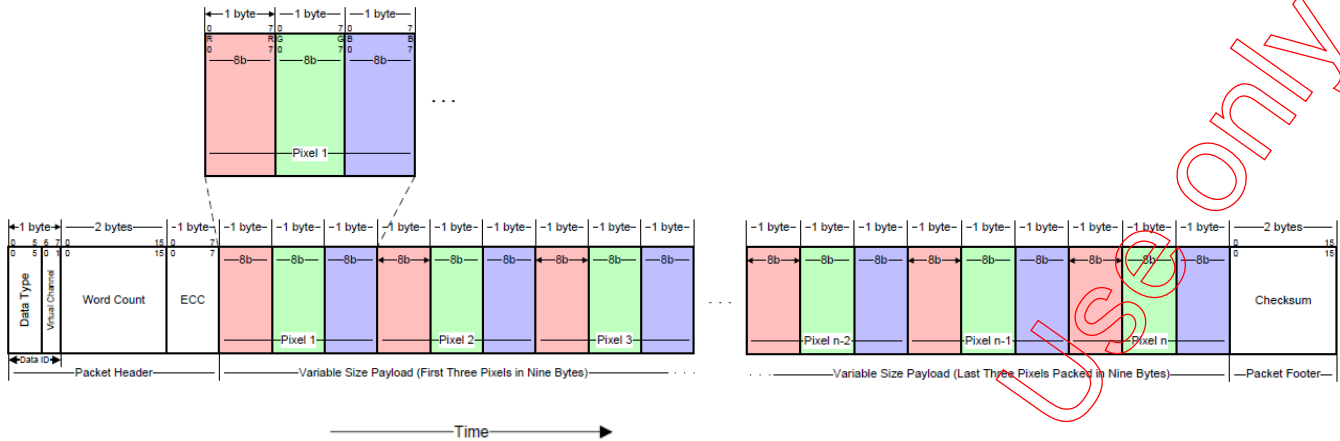 1 byte 1 byte 1 byte
0 7 0 7 0 7
R R G G B B
0 7 0 7 0 7
8b 8b 8b
. . .
Pixel 1
1 byte 2 bytes 1 byte 1 byte 1 byte 1 byte 1 byte 1 byte 1 byte 1 byte 1 byte 1 byte 1 byte 1 byte 1 byte 1 byte 1 byte 1 byte 1 byte 1 byte 1 byte 2 bytes
0 5 6 7 0 15 0 7 0 15
0 5 0 1 0 15 0 7 0 15
8b 8b 8b 8b 8b 8b 8b 8b 8b 8b 8b 8b 8b 8b 8b 8b 8b 8b
Data Type
Virtual Channel
Word Count
ECC
. . .
Checksum
Pixel 1 Pixel 2 Pixel 3 Pixel n-2 Pixel n-1 Pixel n
Data ID
Packet Header
Variable Size Payload (First Three Pixels in Nine Bytes) . . .
. . . Variable Size Payload (Last Three Pixels Packed in Nine Bytes)
Packet Footer
Time
Use only